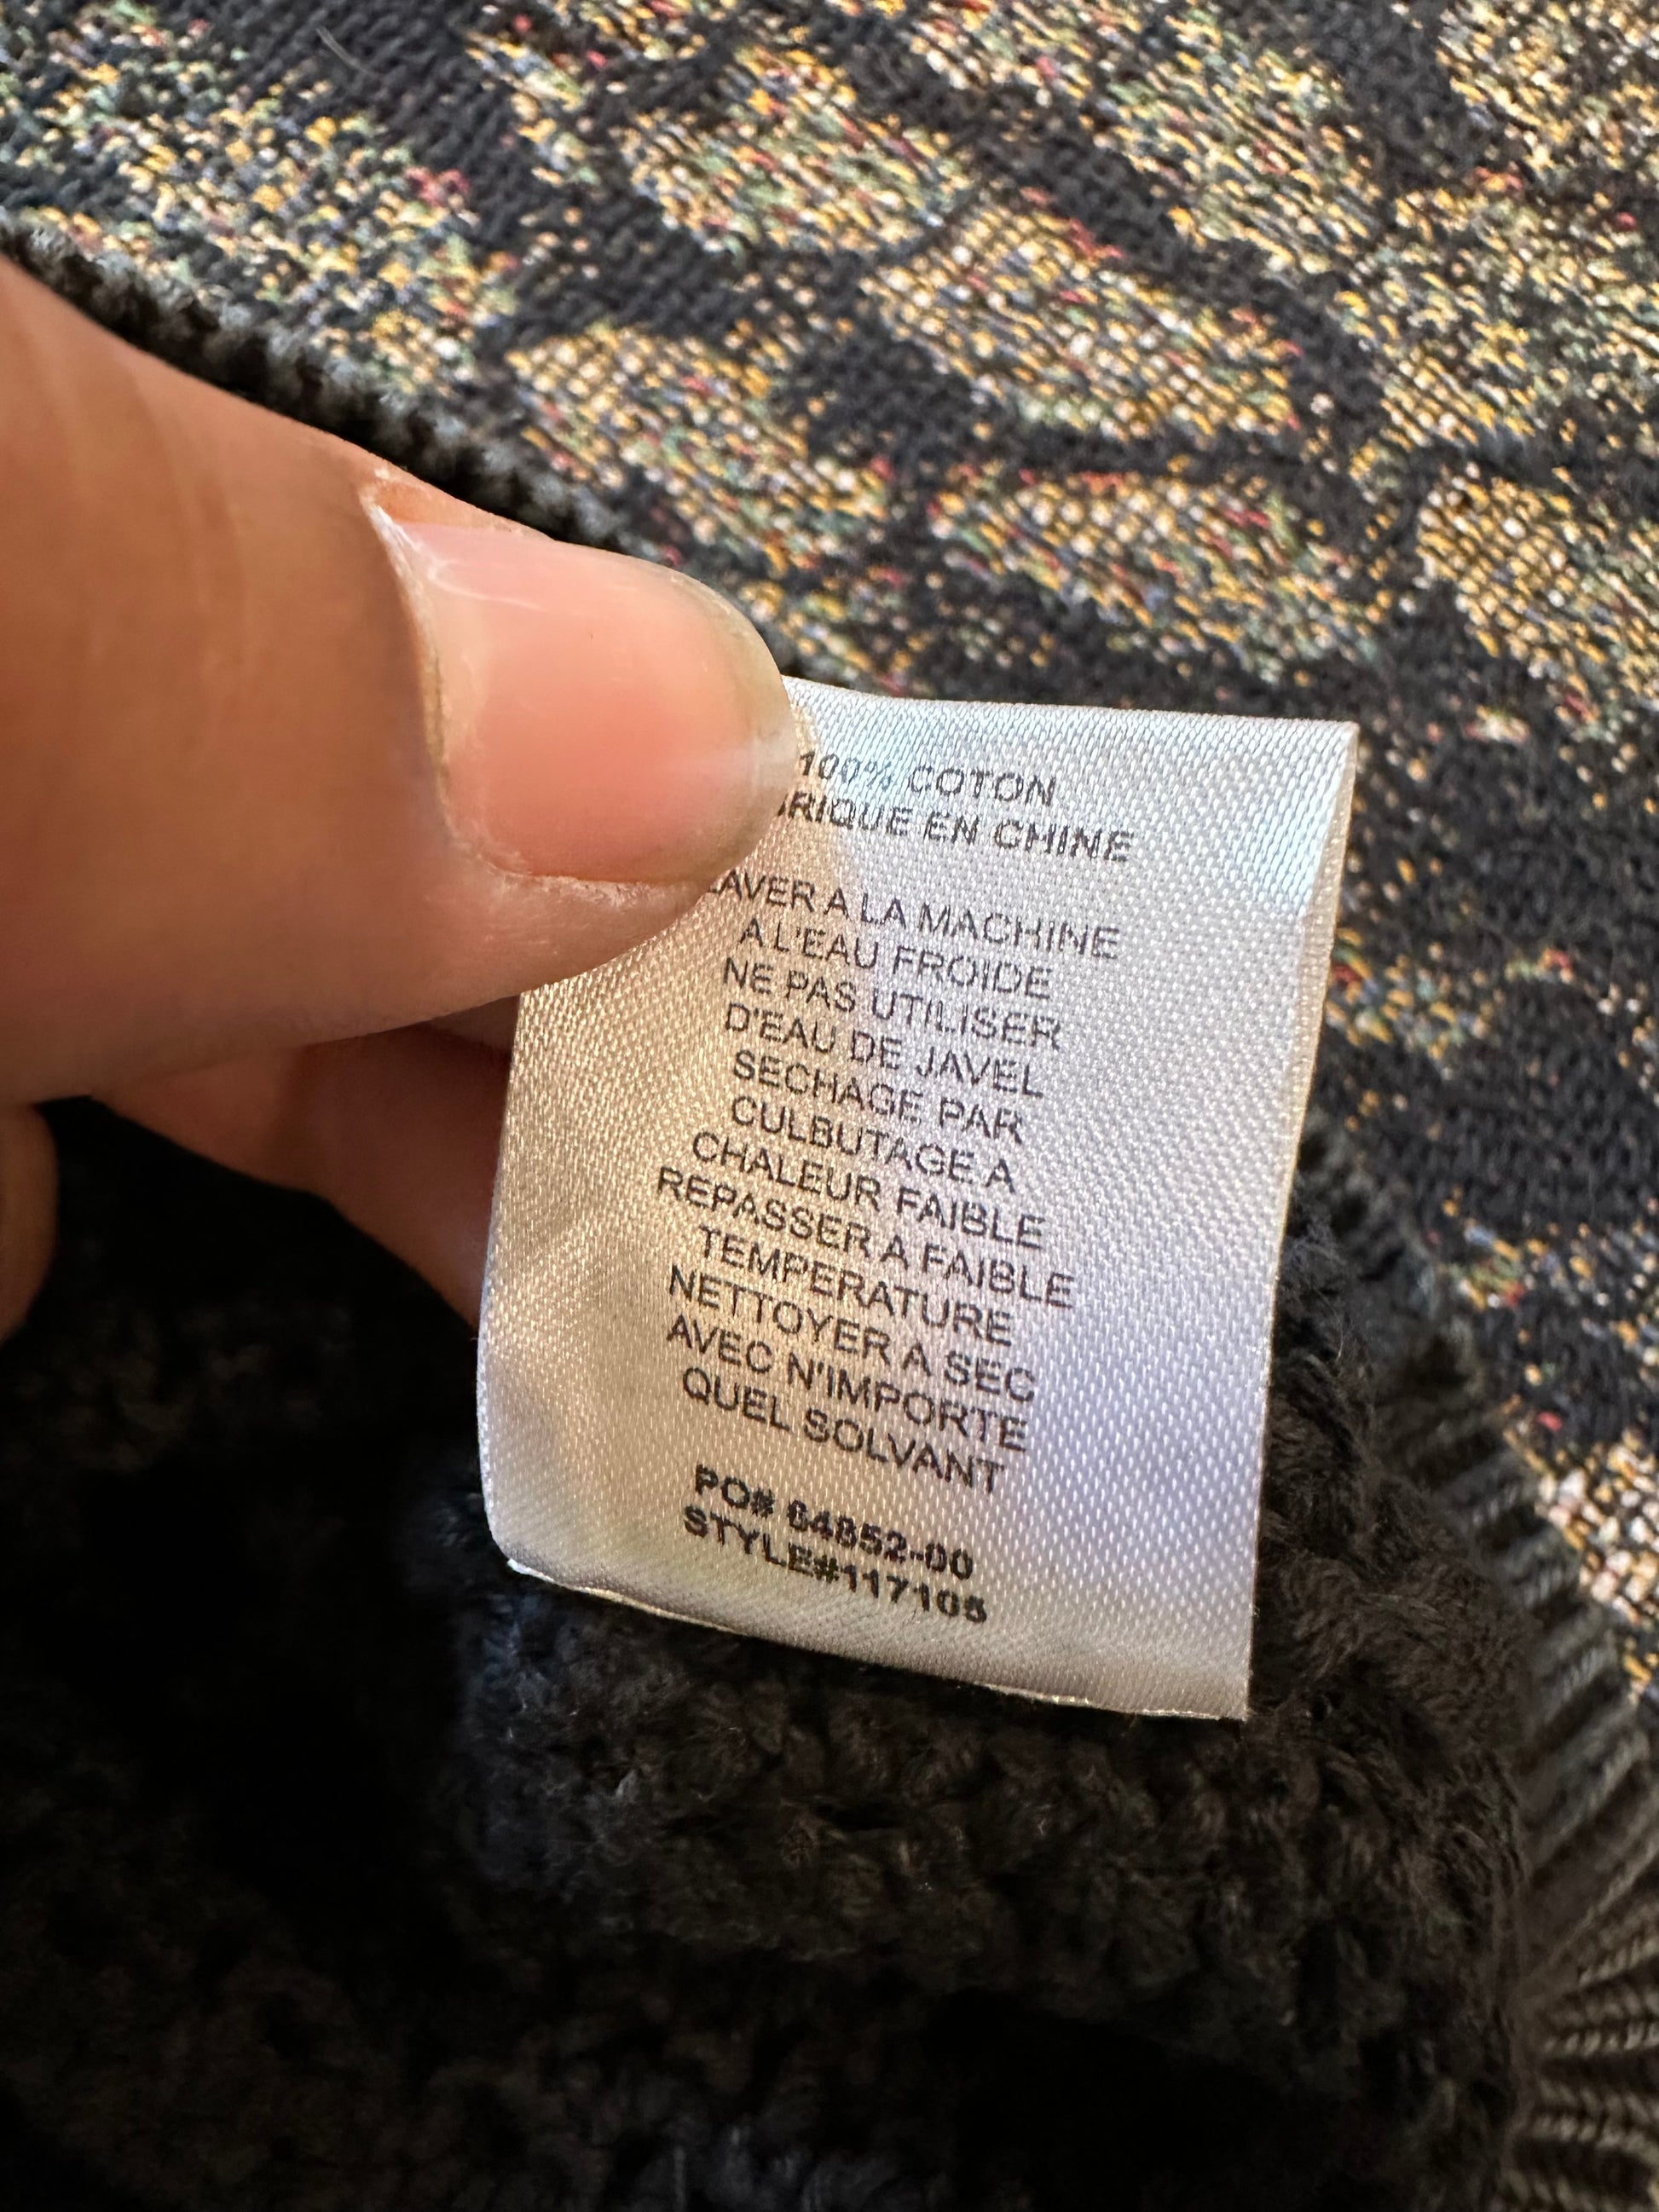 100% COTON
BRIQUE EN CHINE
LAVER A LA MACHINE
A L'EAU FROIDE
NE PAS UTILISER
D'EAU DE JAVEL
SECHAGE PAR
CULBUTAGE A
CHALEUR FAIBLE
REPASSER A FAIBLE
TEMPERATURE
NETTOYER A SEC
AVEC N'IMPORTE
QUEL SOLVANT
PO# 64852-00
STYLE#117105